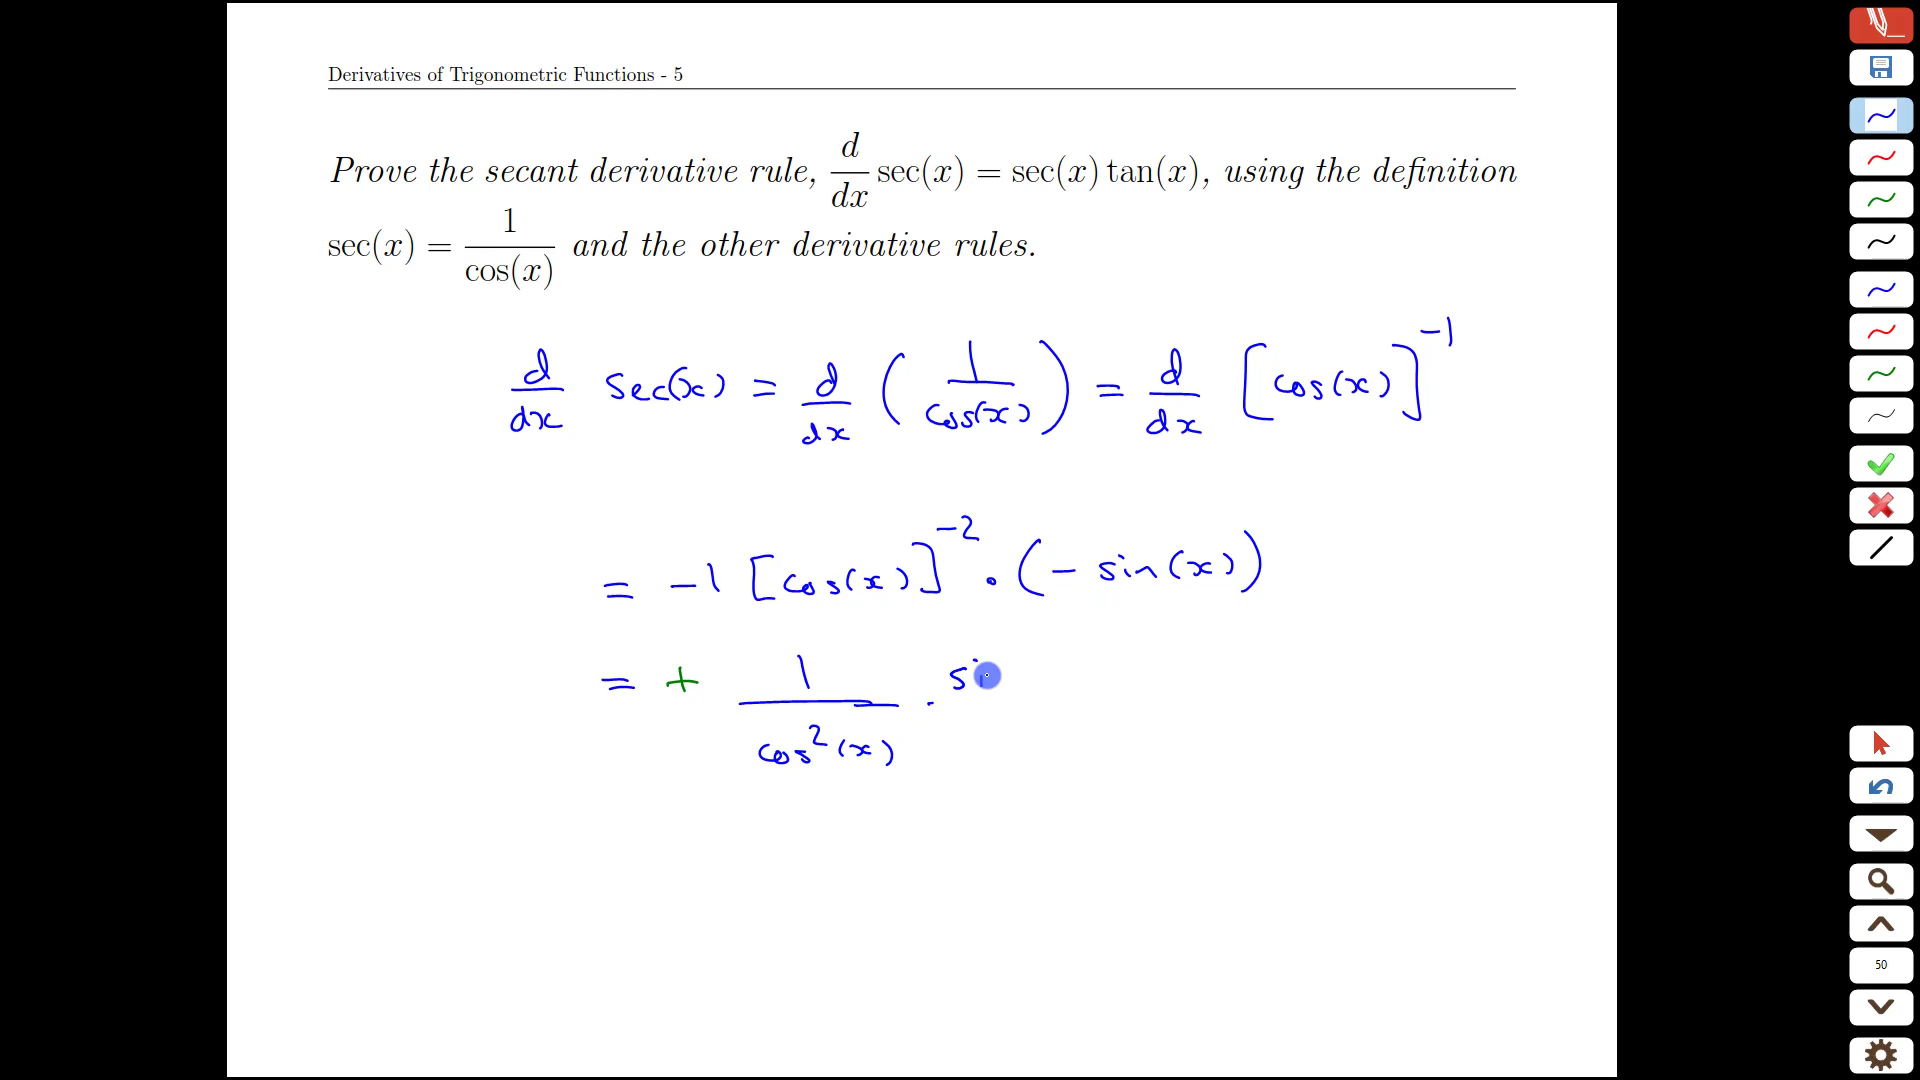 Derivatives of Trigonometric Functions - 5
Prove the secant derivative rule, d/dx sec(x) = sec(x) tan(x), using the definition
sec(x) = 1/cos(x) and the other derivative rules.
d/dx sec(x) = d/dx (1/cos(x)) = d/dx [cos(x)]^-1
= -1 [cos(x)]^-2 · (- sin(x))
= + 1/cos^2(x) . si
50